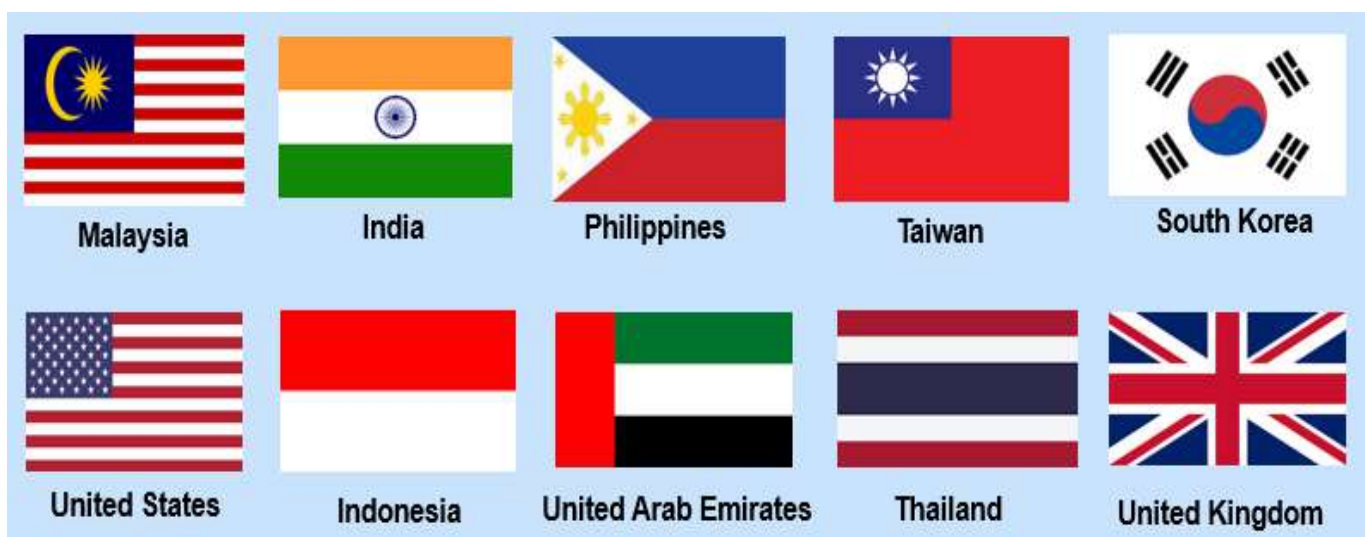 Malaysia
India
Philippines
Taiwan
South Korea
United States
Indonesia
United Arab Emirates
Thailand
United Kingdom